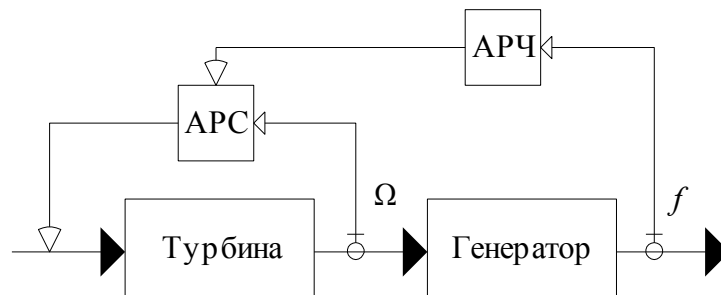 АРЧ
АРС
Ω
f
Турбина
Генератор